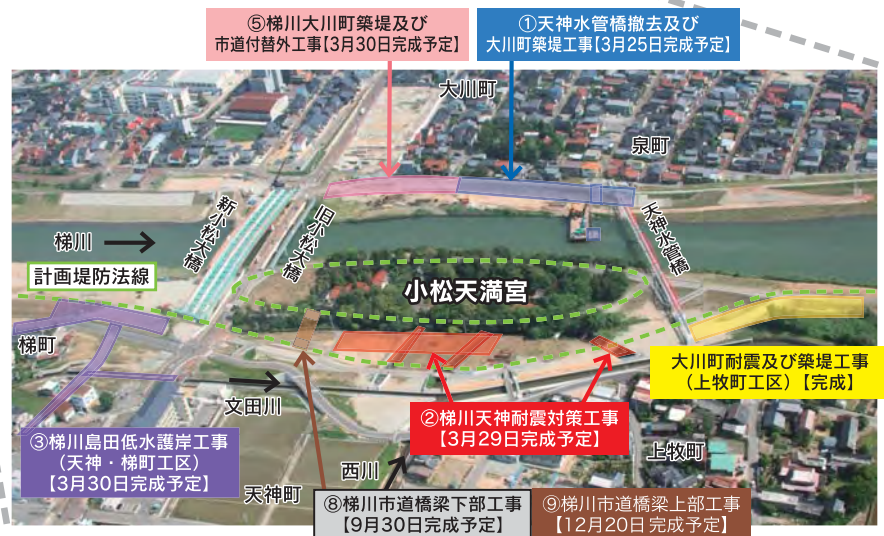 ⑤梯川大川町築堤及び
市道付替外工事【3月30日完成予定】
①天神水管橋撤去及び
大川町築堤工事【3月25日完成予定】
大川町
泉町
新小松大橋
旧小松大橋
天神水管橋
梯川
計画堤防法線
小松天満宮
梯町
大川町耐震及び築堤工事
（上牧町工区）【完成】
文田川
②梯川天神耐震対策工事
【3月29日完成予定】
③梯川島田低水護岸工事
（天神・梯町工区）
【3月30日完成予定】
上牧町
西川
天神町
⑧梯川市道橋梁下部工事
【9月30日完成予定】
⑨梯川市道橋梁上部工事
【12月20日完成予定】